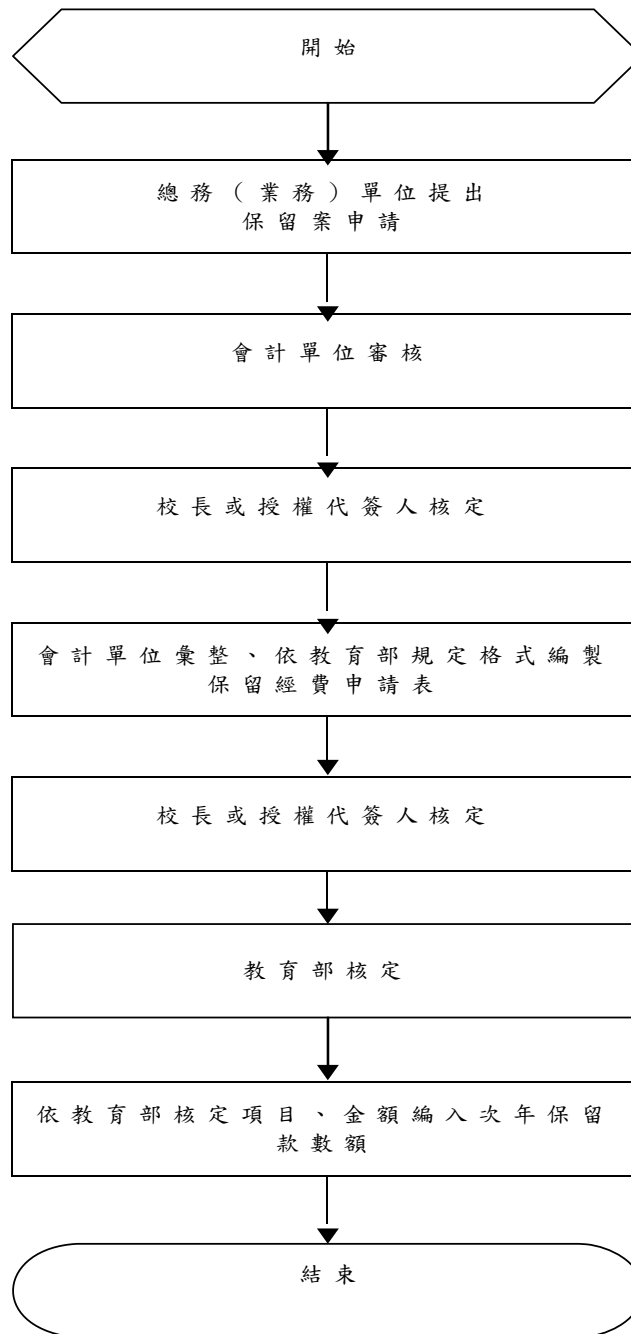 開始
總務（業務）單位提出
保留案申請
會計單位審核
校長或授權代簽人核定
會計單位彙整、依教育部規定格式編製
保留經費申請表
校長或授權代簽人核定
教育部核定
依教育部核定項目、金額編入次年保留
款數額
結束